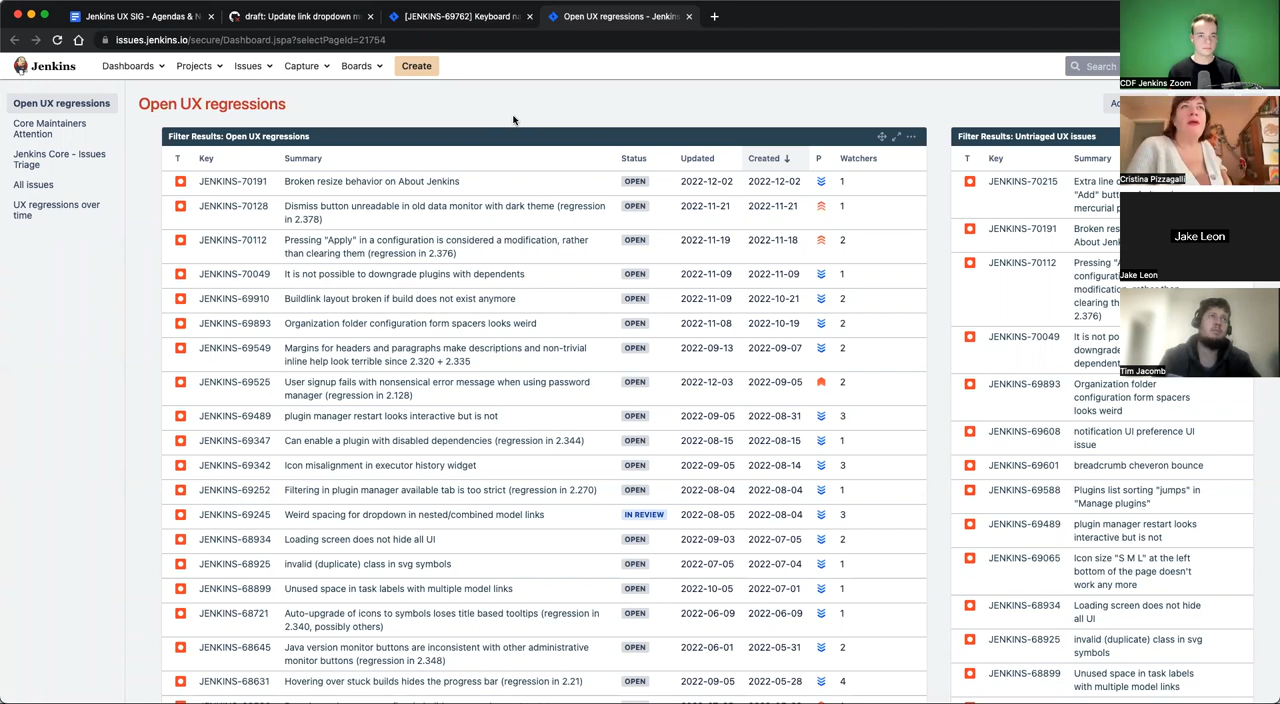 Jenkins UX SIG - Agendas & N
draft: Update link dropdown m
[JENKINS-69762] Keyboard na
Open UX regressions - Jenkins
issues.jenkins.io/secure/Dashboard.jspa?selectPageId=21754
Jenkins Dashboards Projects Issues Capture Boards Create Search
CDF Jenkins Zoom
Cristina Pizzagalli
Jake Leon
Jake Leon
Tim Jacomb
Open UX regressions
Core Maintainers
Attention
Jenkins Core - Issues
Triage
All issues
UX regressions over
time
Open UX regressions
Filter Results: Open UX regressions
T Key Summary Status Updated Created P Watchers
JENKINS-70191 Broken resize behavior on About Jenkins OPEN 2022-12-02 2022-12-02 1
JENKINS-70128 Dismiss button unreadable in old data monitor with dark theme (regression OPEN 2022-11-21 2022-11-21 1
in 2.378)
JENKINS-70112 Pressing "Apply" in a configuration is considered a modification, rather OPEN 2022-11-19 2022-11-18 2
than clearing them (regression in 2.376)
JENKINS-70049 It is not possible to downgrade plugins with dependents OPEN 2022-11-09 2022-11-09 1
JENKINS-69910 Buildlink layout broken if build does not exist anymore OPEN 2022-11-09 2022-10-21 2
JENKINS-69893 Organization folder configuration form spacers looks weird OPEN 2022-11-08 2022-10-19 2
JENKINS-69549 Margins for headers and paragraphs make descriptions and non-trivial OPEN 2022-09-13 2022-09-07 2
inline help look terrible since 2.320 + 2.335
JENKINS-69525 User signup fails with nonsensical error message when using password OPEN 2022-12-03 2022-09-05 2
manager (regression in 2.128)
JENKINS-69489 plugin manager restart looks interactive but is not OPEN 2022-09-05 2022-08-31 3
JENKINS-69347 Can enable a plugin with disabled dependencies (regression in 2.344) OPEN 2022-08-15 2022-08-15 1
JENKINS-69342 Icon misalignment in executor history widget OPEN 2022-09-05 2022-08-14 3
JENKINS-69252 Filtering in plugin manager available tab is too strict (regression in 2.270) OPEN 2022-08-04 2022-08-04 1
JENKINS-69245 Weird spacing for dropdown in nested/combined model links IN REVIEW 2022-08-05 2022-08-04 3
JENKINS-68934 Loading screen does not hide all UI OPEN 2022-09-03 2022-07-05 2
JENKINS-68925 invalid (duplicate) class in svg symbols OPEN 2022-07-05 2022-07-04 1
JENKINS-68899 Unused space in task labels with multiple model links OPEN 2022-10-05 2022-07-01 1
JENKINS-68721 Auto-upgrade of icons to symbols loses title based tooltips (regression in OPEN 2022-06-09 2022-06-09 1
2.340, possibly others)
JENKINS-68645 Java version monitor buttons are inconsistent with other administrative OPEN 2022-06-01 2022-05-31 2
monitor buttons (regression in 2.348)
JENKINS-68631 Hovering over stuck builds hides the progress bar (regression in 2.21) OPEN 2022-09-05 2022-05-28 4
Filter Results: Untriaged UX issues
T Key Summary
JENKINS-70215 Extra line
"Add" but
mercurial p
JENKINS-70191 Broken res
About Jen
JENKINS-70112 Pressing "A
configurat
modification, rather
than clearing them
(regression in
2.376)
JENKINS-70049 It is not po
downgrade
dependent
JENKINS-69893 Organization folder
configuration form
spacers looks weird
JENKINS-69608 notification UI preference UI
issue
JENKINS-69601 breadcrumb cheveron bounce
JENKINS-69588 Plugins list sorting "jumps" in
"Manage plugins"
JENKINS-69489 plugin manager restart looks
interactive but is not
JENKINS-69065 Icon size "S M L" at the left
bottom of the page doesn't
work any more
JENKINS-68934 Loading screen does not hide
all UI
JENKINS-68925 invalid (duplicate) class in svg
symbols
JENKINS-68899 Unused space in task labels
with multiple model links